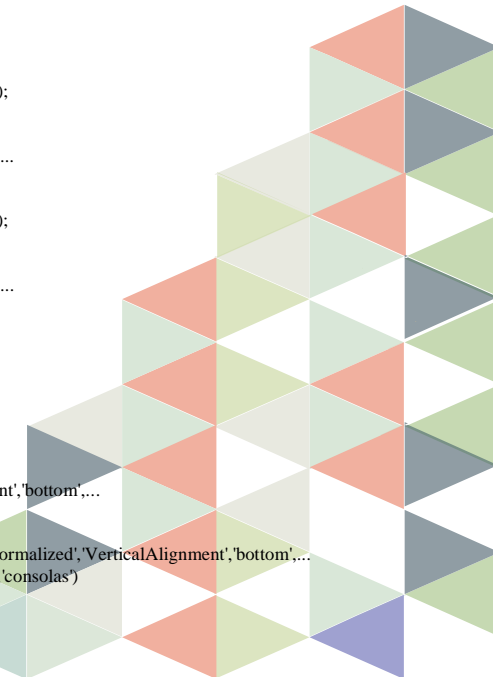 );
...
);
...
nt','bottom',...
ormalized','VerticalAlignment','bottom',...
'consolas')